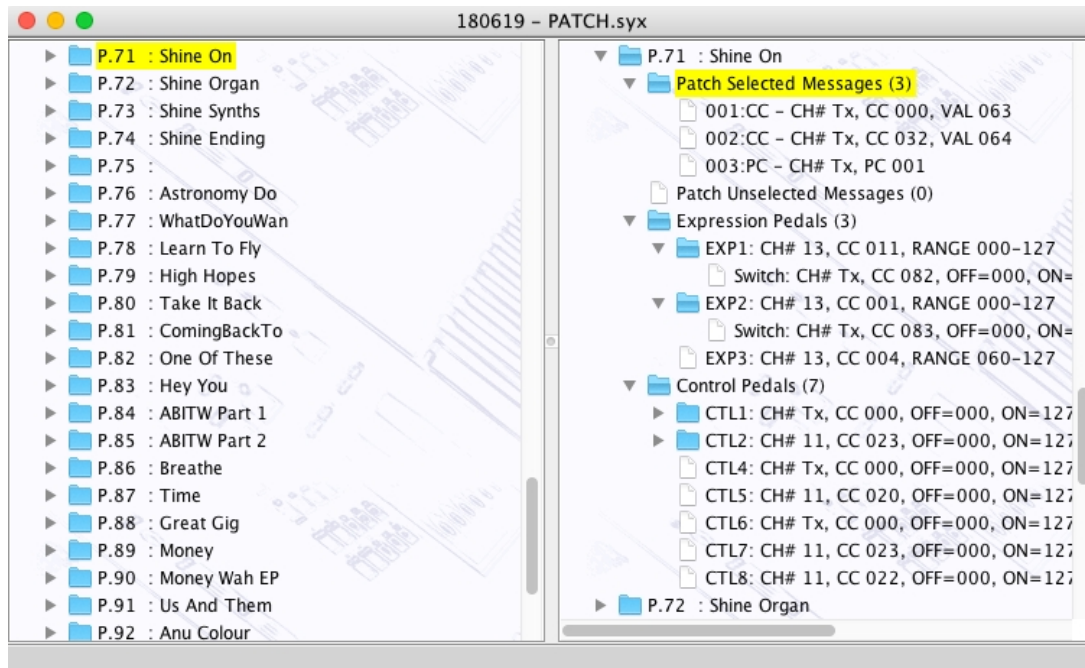 180619 – PATCH.syx
P.71 : Shine On
P.72 : Shine Organ
P.73 : Shine Synths
P.74 : Shine Ending
P.75 :
P.76 : Astronomy Do
P.77 : WhatDoYouWan
P.78 : Learn To Fly
P.79 : High Hopes
P.80 : Take It Back
P.81 : ComingBackTo
P.82 : One Of These
P.83 : Hey You
P.84 : ABITW Part 1
P.85 : ABITW Part 2
P.86 : Breathe
P.87 : Time
P.88 : Great Gig
P.89 : Money
P.90 : Money Wah EP
P.91 : Us And Them
P.92 : Anu Colour
P.71 : Shine On
Patch Selected Messages (3)
001:CC – CH# Tx, CC 000, VAL 063
002:CC – CH# Tx, CC 032, VAL 064
003:PC – CH# Tx, PC 001
Patch Unselected Messages (0)
Expression Pedals (3)
EXP1: CH# 13, CC 011, RANGE 000–127
Switch: CH# Tx, CC 082, OFF=000, ON=
EXP2: CH# 13, CC 001, RANGE 000–127
Switch: CH# Tx, CC 083, OFF=000, ON=
EXP3: CH# 13, CC 004, RANGE 060–127
Control Pedals (7)
CTL1: CH# Tx, CC 000, OFF=000, ON=127
CTL2: CH# 11, CC 023, OFF=000, ON=127
CTL4: CH# Tx, CC 000, OFF=000, ON=127
CTL5: CH# 11, CC 020, OFF=000, ON=127
CTL6: CH# Tx, CC 000, OFF=000, ON=127
CTL7: CH# 11, CC 023, OFF=000, ON=127
CTL8: CH# 11, CC 022, OFF=000, ON=127
P.72 : Shine Organ